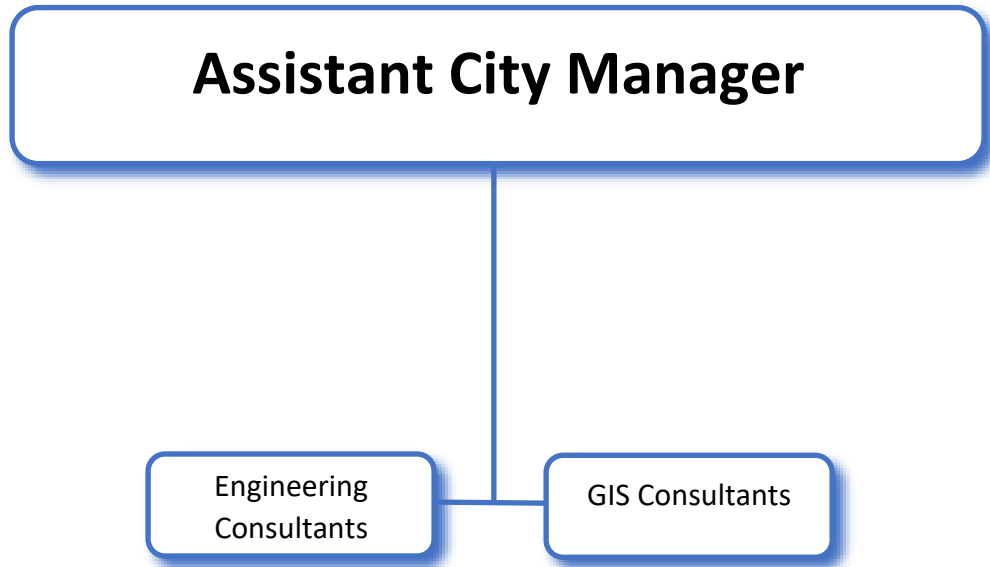 Assistant City Manager
Engineering
Consultants
GIS Consultants